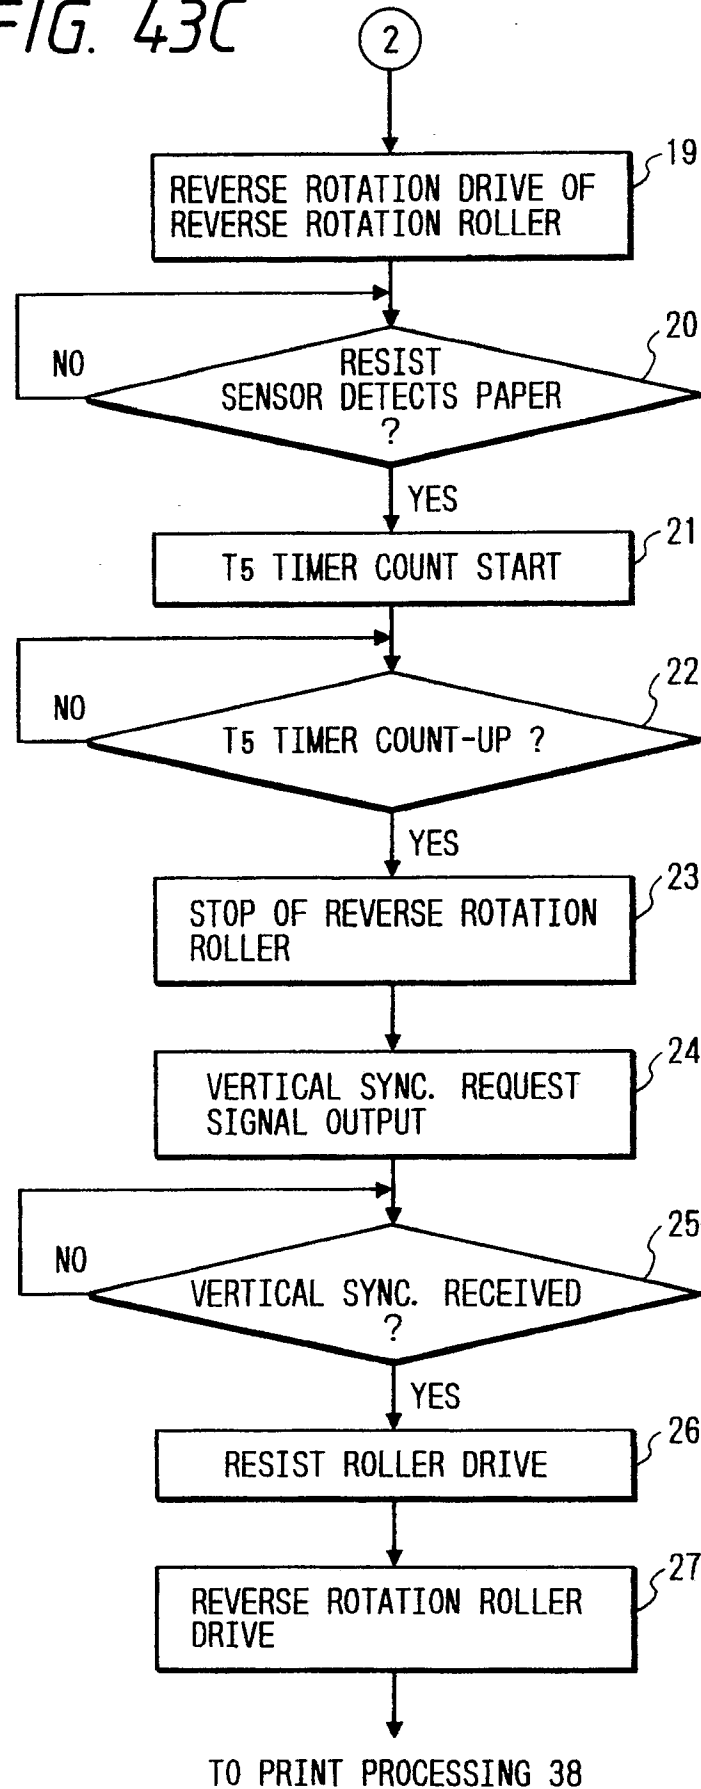 FIG. 43C
2
19
REVERSE ROTATION DRIVE OF
REVERSE ROTATION ROLLER
20
NO
RESIST
SENSOR DETECTS PAPER
?
YES
21
T5 TIMER COUNT START
22
NO
T5 TIMER COUNT-UP ?
YES
23
STOP OF REVERSE ROTATION
ROLLER
24
VERTICAL SYNC. REQUEST
SIGNAL OUTPUT
25
NO
VERTICAL SYNC. RECEIVED
?
YES
26
RESIST ROLLER DRIVE
27
REVERSE ROTATION ROLLER
DRIVE
TO PRINT PROCESSING 38